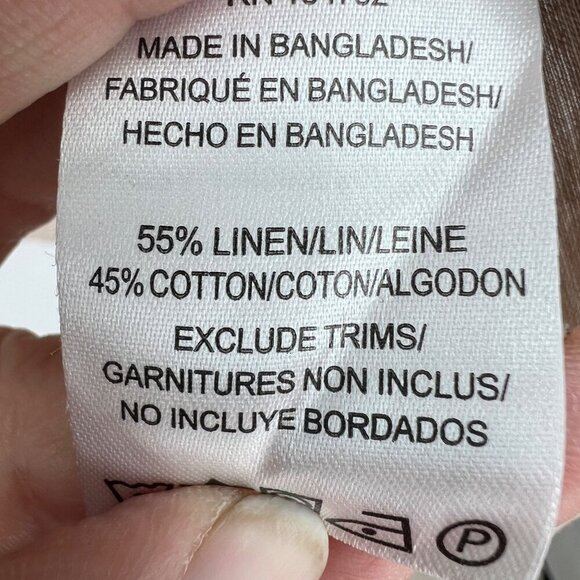 MADE IN BANGLADESH/
FABRIQUÉ EN BANGLADESH/
HECHO EN BANGLADESH
55% LINEN/LIN/LEINE
45% COTTON/COTON/ALGODON
EXCLUDE TRIMS/
GARNITURES NON INCLUS/
NO INCLUYE BORDADOS
P